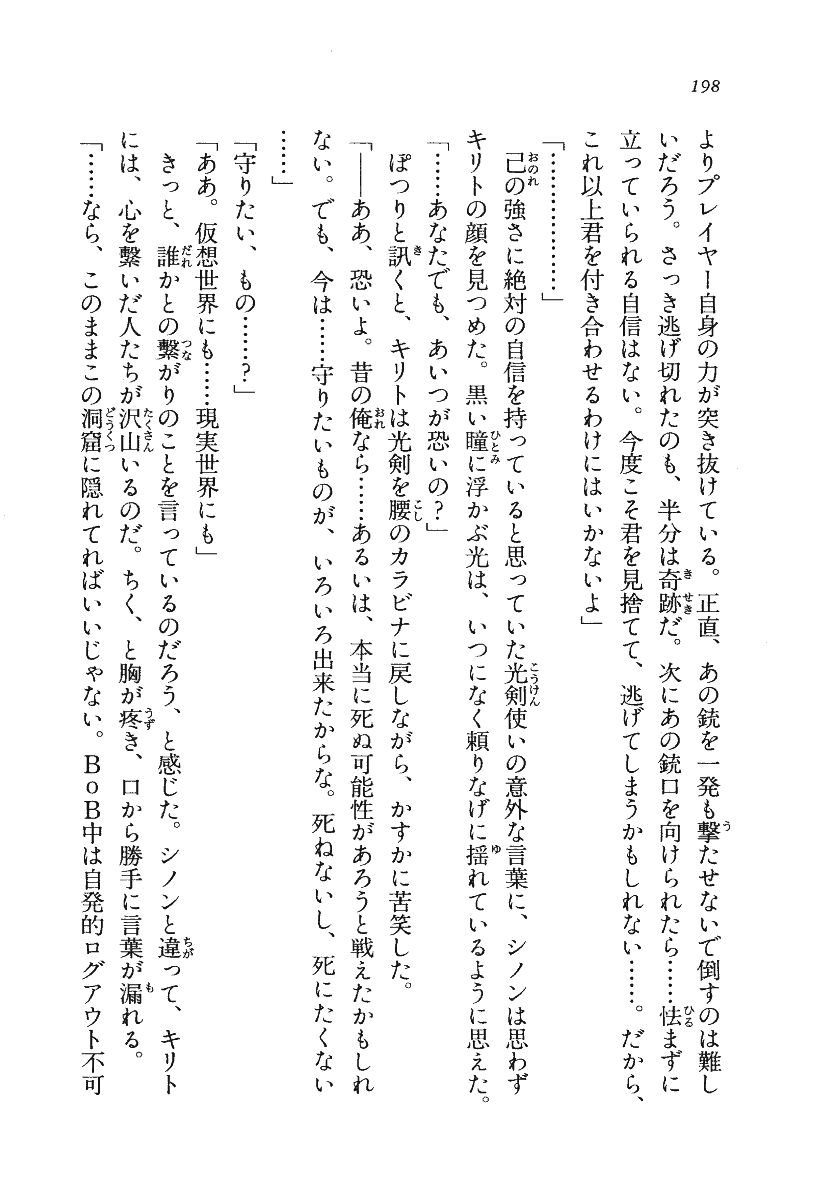 198
よりプレイヤー自身の力が突き抜けている。正直、あの銃を一発も撃たせないで倒すのは難し
いだろう。さっき逃げ切れたのも、半分は奇跡だ。次にあの銃口を向けられたら……怯まずに
立っていられる自信はない。今度こそ君を見捨てて、逃げてしまうかもしれない……。だから、
これ以上君を付き合わせるわけにはいかないよ」
「………………」
己の強さに絶対の自信を持っていると思っていた光剣使いの意外な言葉に、シノンは思わず
キリトの顔を見つめた。黒い瞳に浮かぶ光は、いつになく頼りなげに揺れているように思えた。
「……あなたでも、あいつが恐いの？」
ぽつりと訊くと、キリトは光剣を腰のカラビナに戻しながら、かすかに苦笑した。
「――ああ、恐いよ。昔の俺なら……あるいは、本当に死ぬ可能性があろうと戦えたかもしれ
ない。でも、今は……守りたいものが、いろいろ出来たからな。死ねないし、死にたくない
……」
「守りたい、もの……？」
「ああ。仮想世界にも……現実世界にも」
きっと、誰かとの繋がりのことを言っているのだろう、と感じた。シノンと違って、キリト
には、心を繋いだ人たちが沢山いるのだ。ちく、と胸が疼き、口から勝手に言葉が漏れる。
「……なら、このままこの洞窟に隠れてればいいじゃない。ＢｏＢ中は自発的ログアウト不可